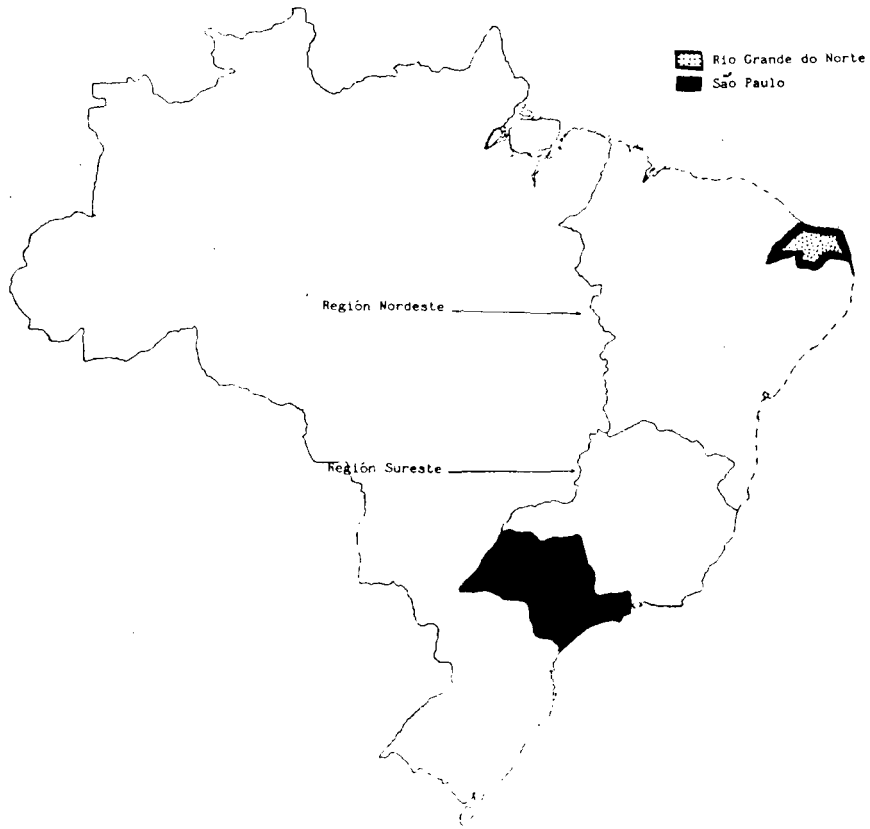 Rio Grande do Norte
São Paulo
Región Nordeste
Región Sureste